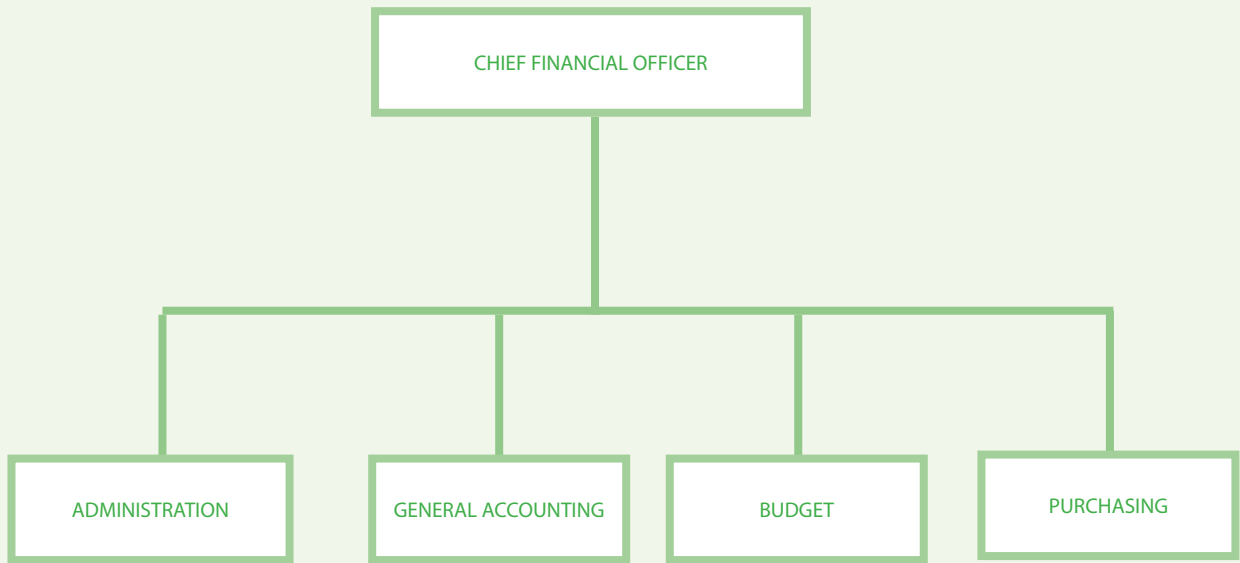 CHIEF FINANCIAL OFFICER
ADMINISTRATION
GENERAL ACCOUNTING
BUDGET
PURCHASING